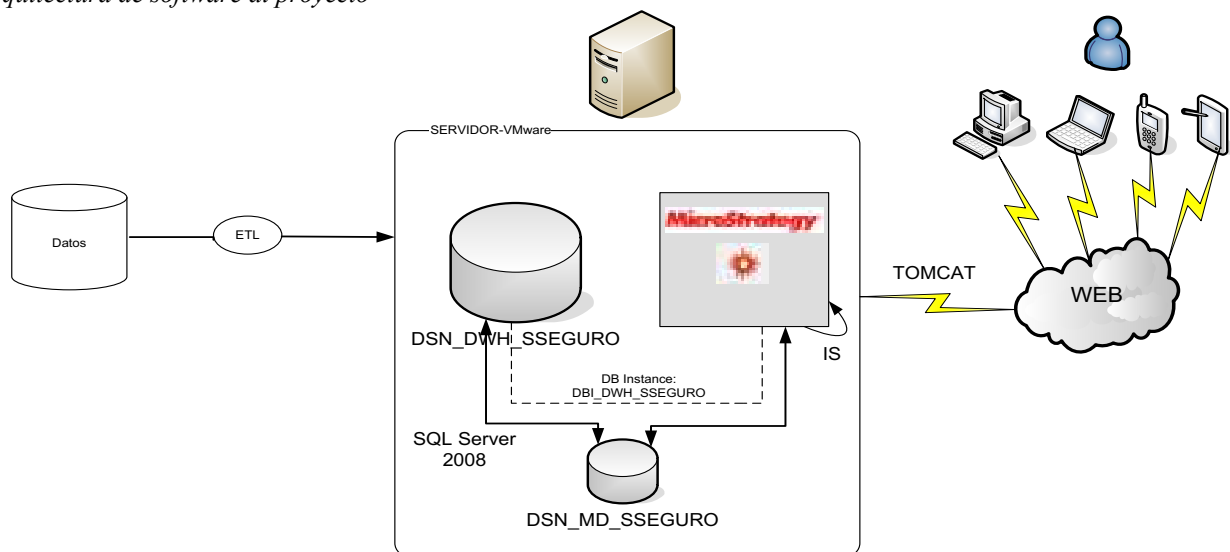 quitectura de software al proyecto
SERVIDOR-VMware
Datos
ETL
MicroStrategy
TOMCAT
WEB
DSN_DWH_SSEGURO
IS
DB Instance:
DBI_DWH_SSEGURO
SQL Server
2008
DSN_MD_SSEGURO